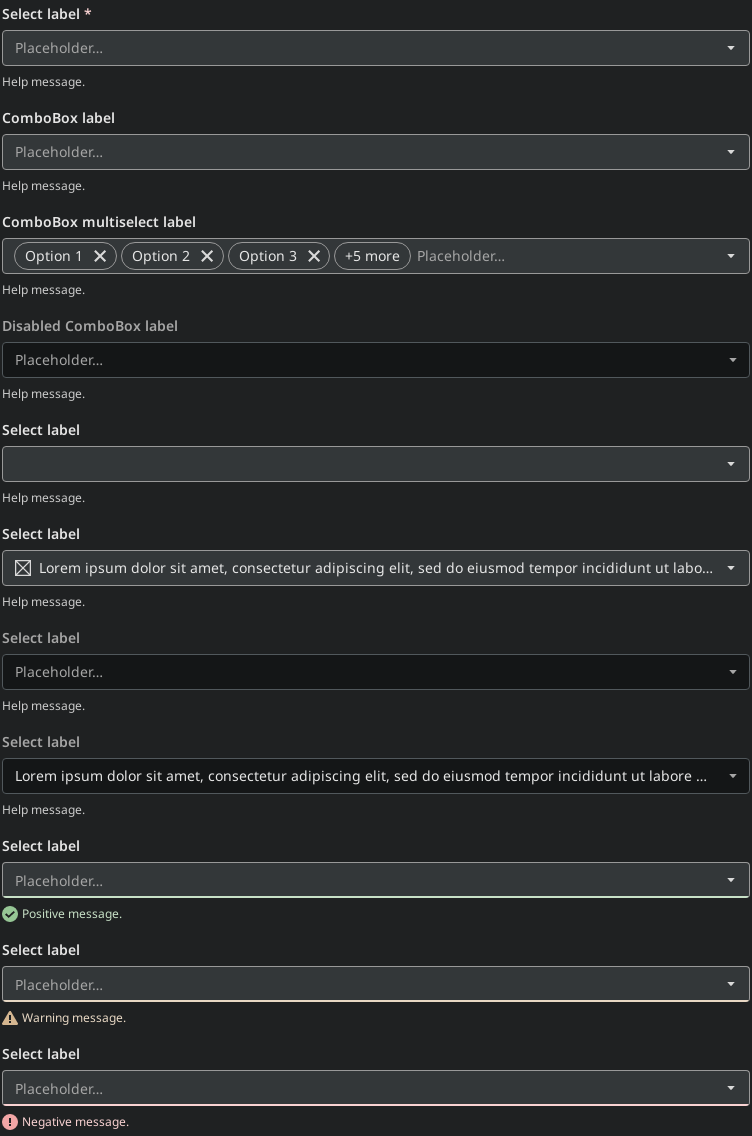 Select label *
Placeholder...
Help message.
ComboBox label
Placeholder...
Help message.
ComboBox multiselect label
Option 1 Option 2 Option 3 +5 more Placeholder...
Help message.
Disabled ComboBox label
Placeholder...
Help message.
Select label
Help message.
Select label
Lorem ipsum dolor sit amet, consectetur adipiscing elit, sed do eiusmod tempor incididunt ut labo...
Help message.
Select label
Placeholder...
Help message.
Select label
Lorem ipsum dolor sit amet, consectetur adipiscing elit, sed do eiusmod tempor incididunt ut labore ...
Help message.
Select label
Placeholder...
Positive message.
Select label
Placeholder...
Warning message.
Select label
Placeholder...
Negative message.